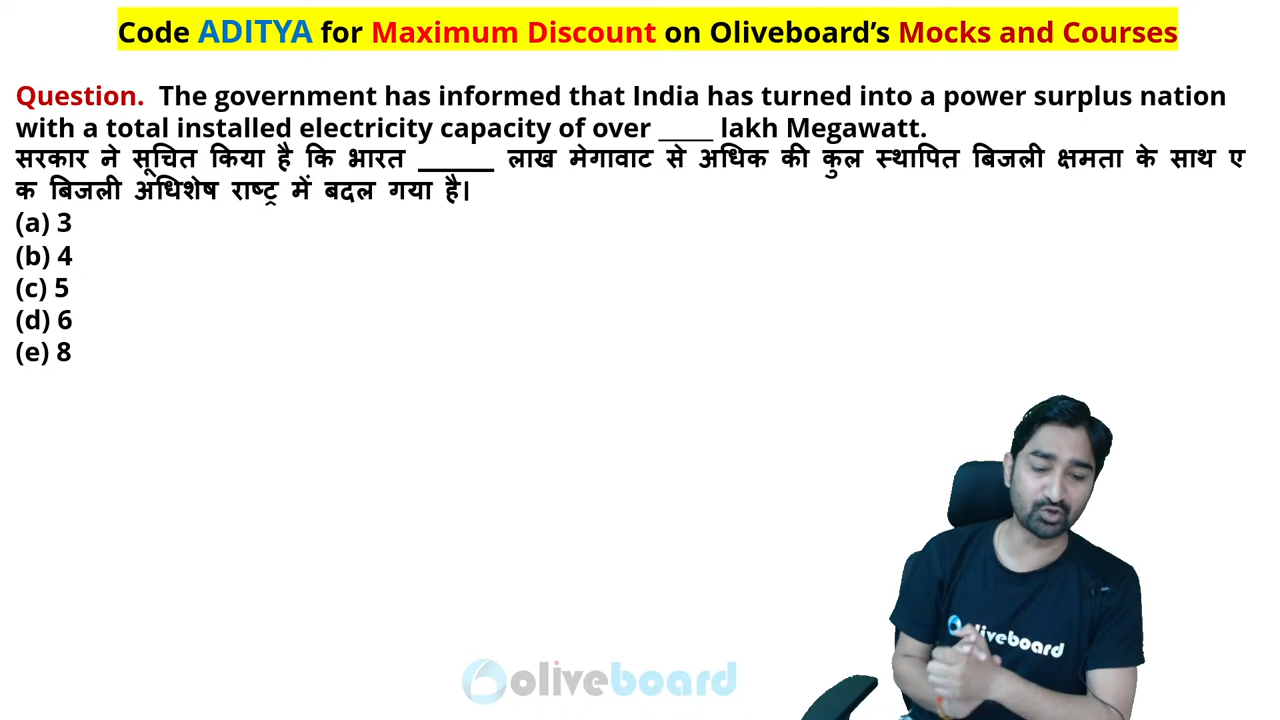 Code ADITYA for Maximum Discount on Oliveboard's Mocks and Courses
Question. The government has informed that India has turned into a power surplus nation
with a total installed electricity capacity of over _____ lakh Megawatt.
सरकार ने सूचित किया है कि भारत ______ लाख मेगावाट से अधिक की कुल स्थापित बिजली क्षमता के साथ ए
क बिजली अधिशेष राष्ट्र में बदल गया है।
(a) 3
(b) 4
(c) 5
(d) 6
(e) 8
oliveboard
oliveboard